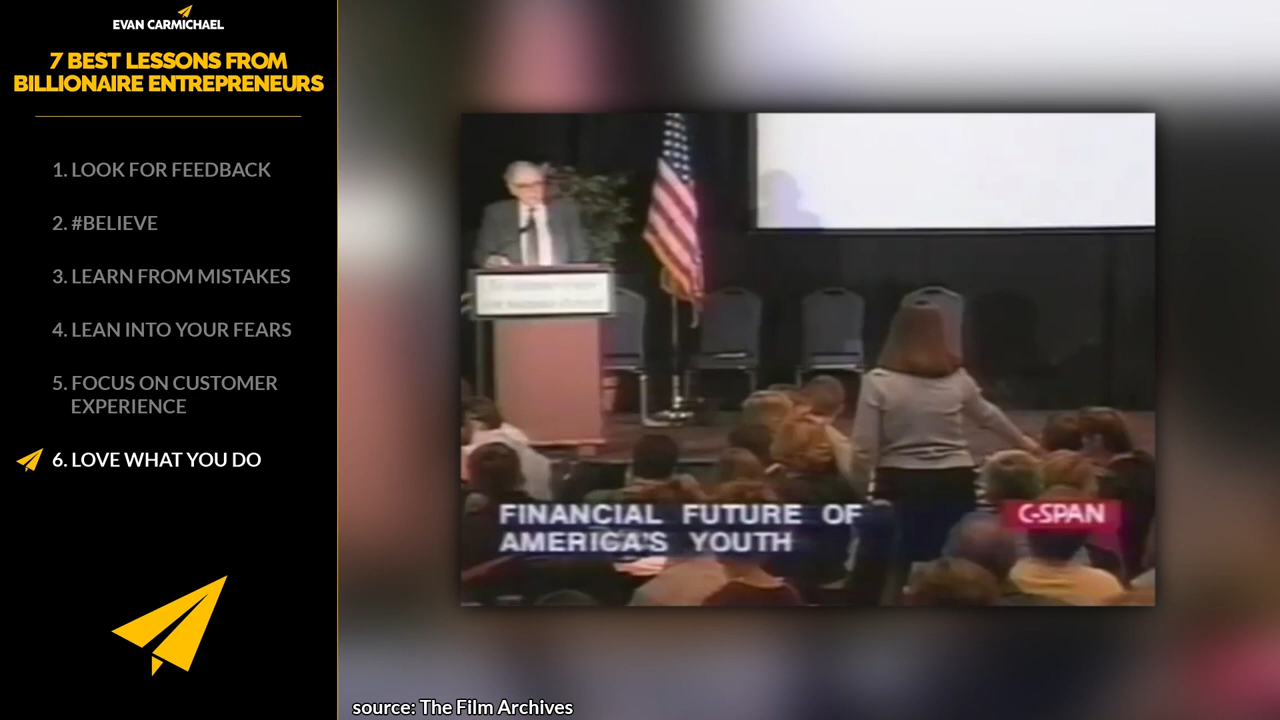 EVAN CARMICHAEL
7 BEST LESSONS FROM
BILLIONAIRE ENTREPRENEURS
1. LOOK FOR FEEDBACK
2. #BELIEVE
3. LEARN FROM MISTAKES
4. LEAN INTO YOUR FEARS
5. FOCUS ON CUSTOMER
EXPERIENCE
6. LOVE WHAT YOU DO
FINANCIAL FUTURE OF
AMERICA'S YOUTH
C-SPAN
source: The Film Archives